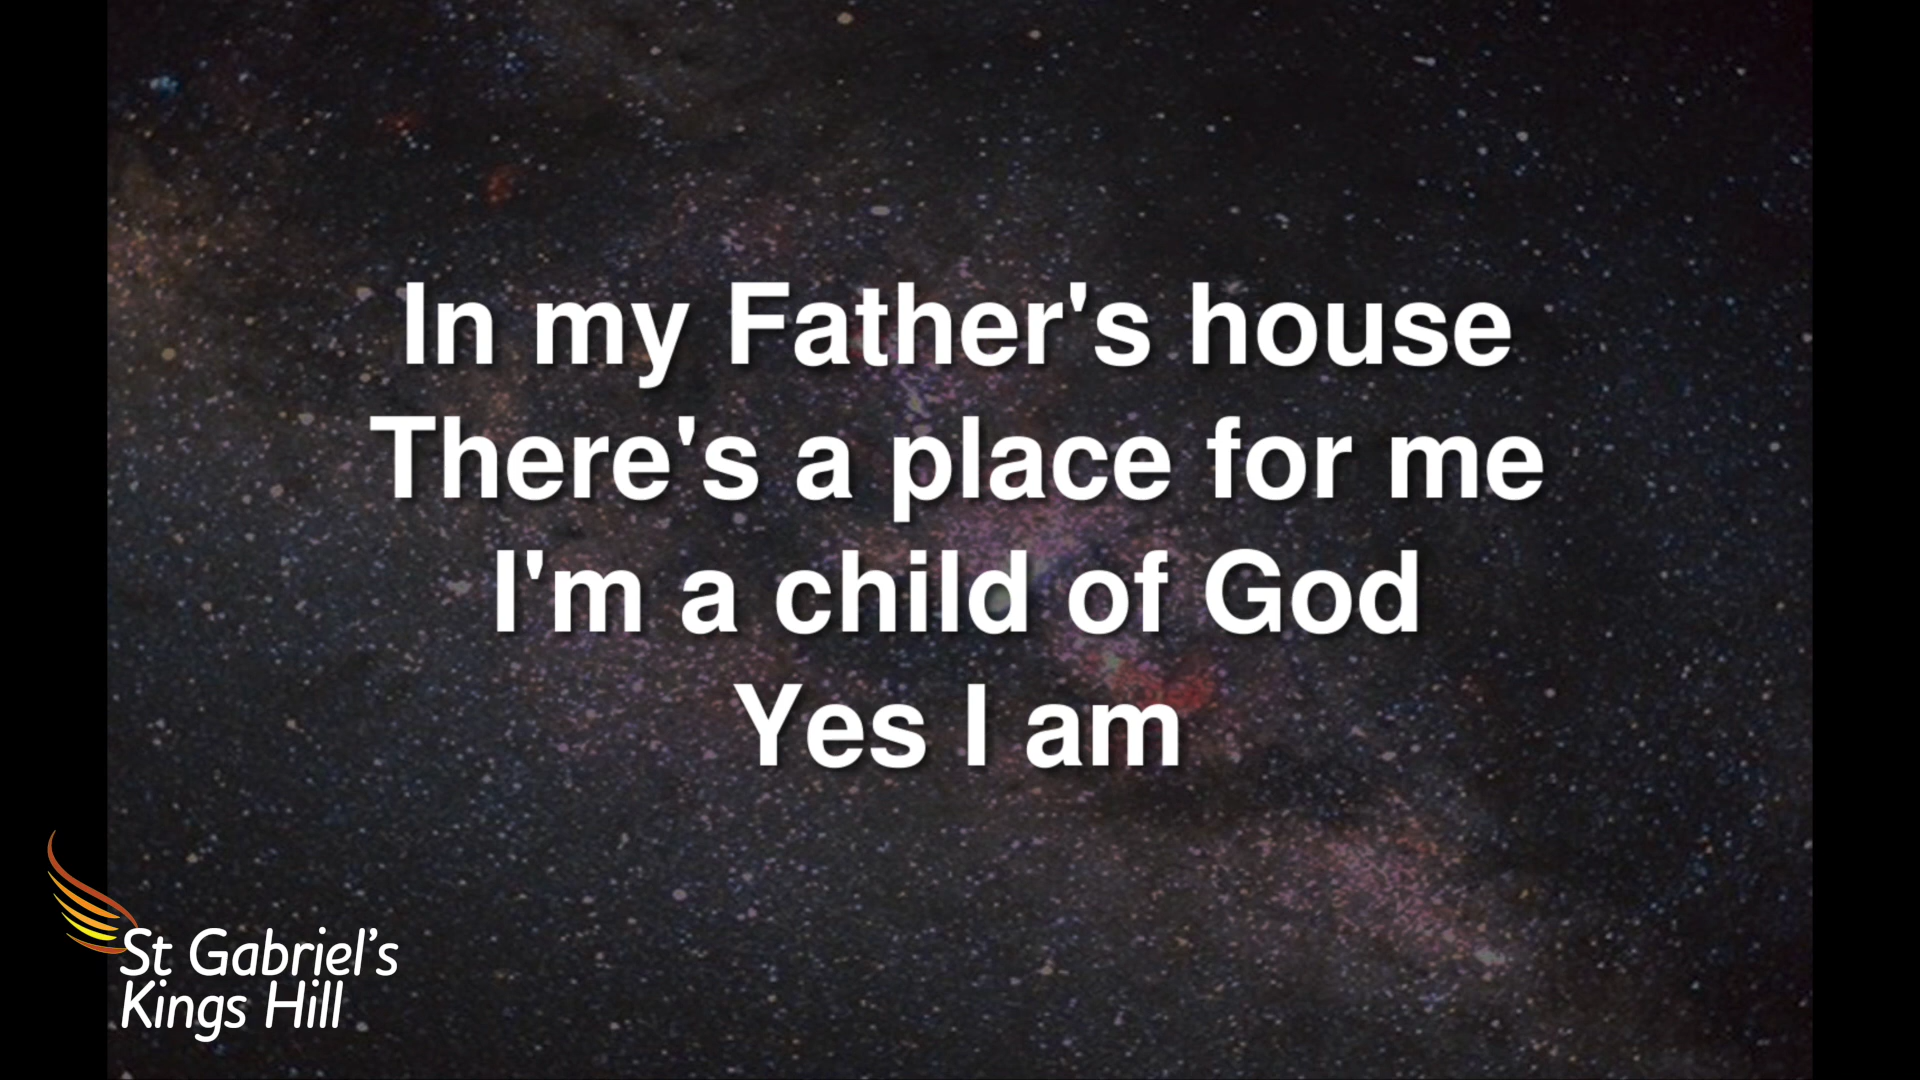 In my Father's house
There's a place for me
I'm a child of God
Yes I am
St Gabriel’s
Kings Hill